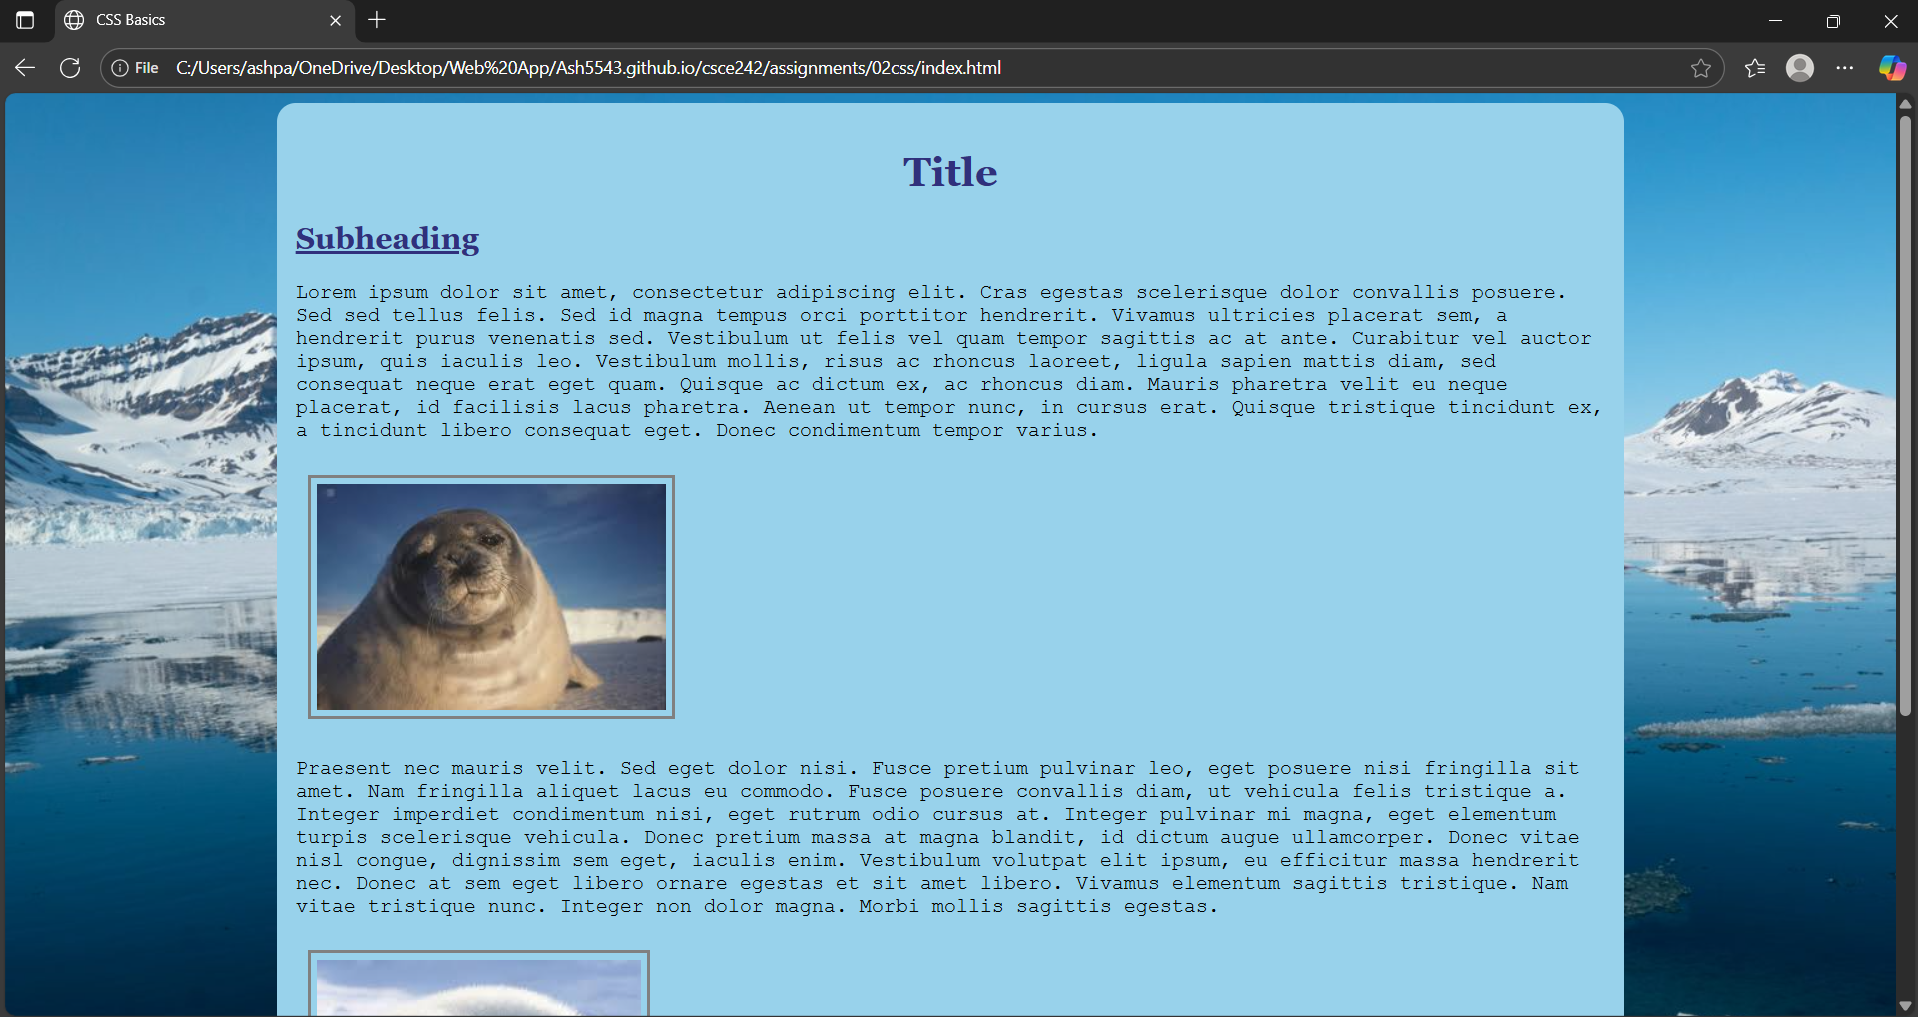 CSS Basics
File C:/Users/ashpa/OneDrive/Desktop/Web%20App/Ash5543.github.io/csce242/assignments/02css/index.html
Title
Subheading
Lorem ipsum dolor sit amet, consectetur adipiscing elit. Cras egestas scelerisque dolor convallis posuere.
Sed sed tellus felis. Sed id magna tempus orci porttitor hendrerit. Vivamus ultricies placerat sem, a
hendrerit purus venenatis sed. Vestibulum ut felis vel quam tempor sagittis ac at ante. Curabitur vel auctor
ipsum, quis iaculis leo. Vestibulum mollis, risus ac rhoncus laoreet, ligula sapien mattis diam, sed
consequat neque erat eget quam. Quisque ac dictum ex, ac rhoncus diam. Mauris pharetra velit eu neque
placerat, id facilisis lacus pharetra. Aenean ut tempor nunc, in cursus erat. Quisque tristique tincidunt ex,
a tincidunt libero consequat eget. Donec condimentum tempor varius.
Praesent nec mauris velit. Sed eget dolor nisi. Fusce pretium pulvinar leo, eget posuere nisi fringilla sit
amet. Nam fringilla aliquet lacus eu commodo. Fusce posuere convallis diam, ut vehicula felis tristique a.
Integer imperdiet condimentum nisi, eget rutrum odio cursus at. Integer pulvinar mi magna, eget elementum
turpis scelerisque vehicula. Donec pretium massa at magna blandit, id dictum augue ullamcorper. Donec vitae
nisl congue, dignissim sem eget, iaculis enim. Vestibulum volutpat elit ipsum, eu efficitur massa hendrerit
nec. Donec at sem eget libero ornare egestas et sit amet libero. Vivamus elementum sagittis tristique. Nam
vitae tristique nunc. Integer non dolor magna. Morbi mollis sagittis egestas.